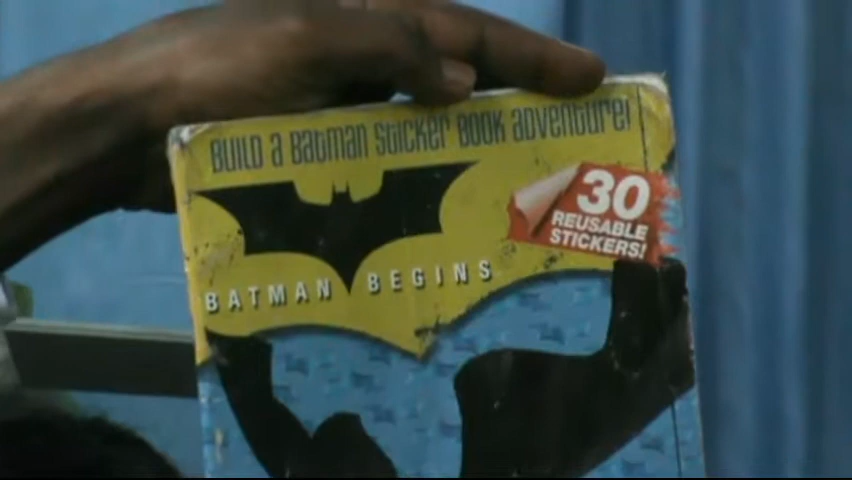 BUILD A BATMAN STICKER BOOK ADVENTURE!
30
REUSABLE
STICKERS!
BATMAN BEGINS